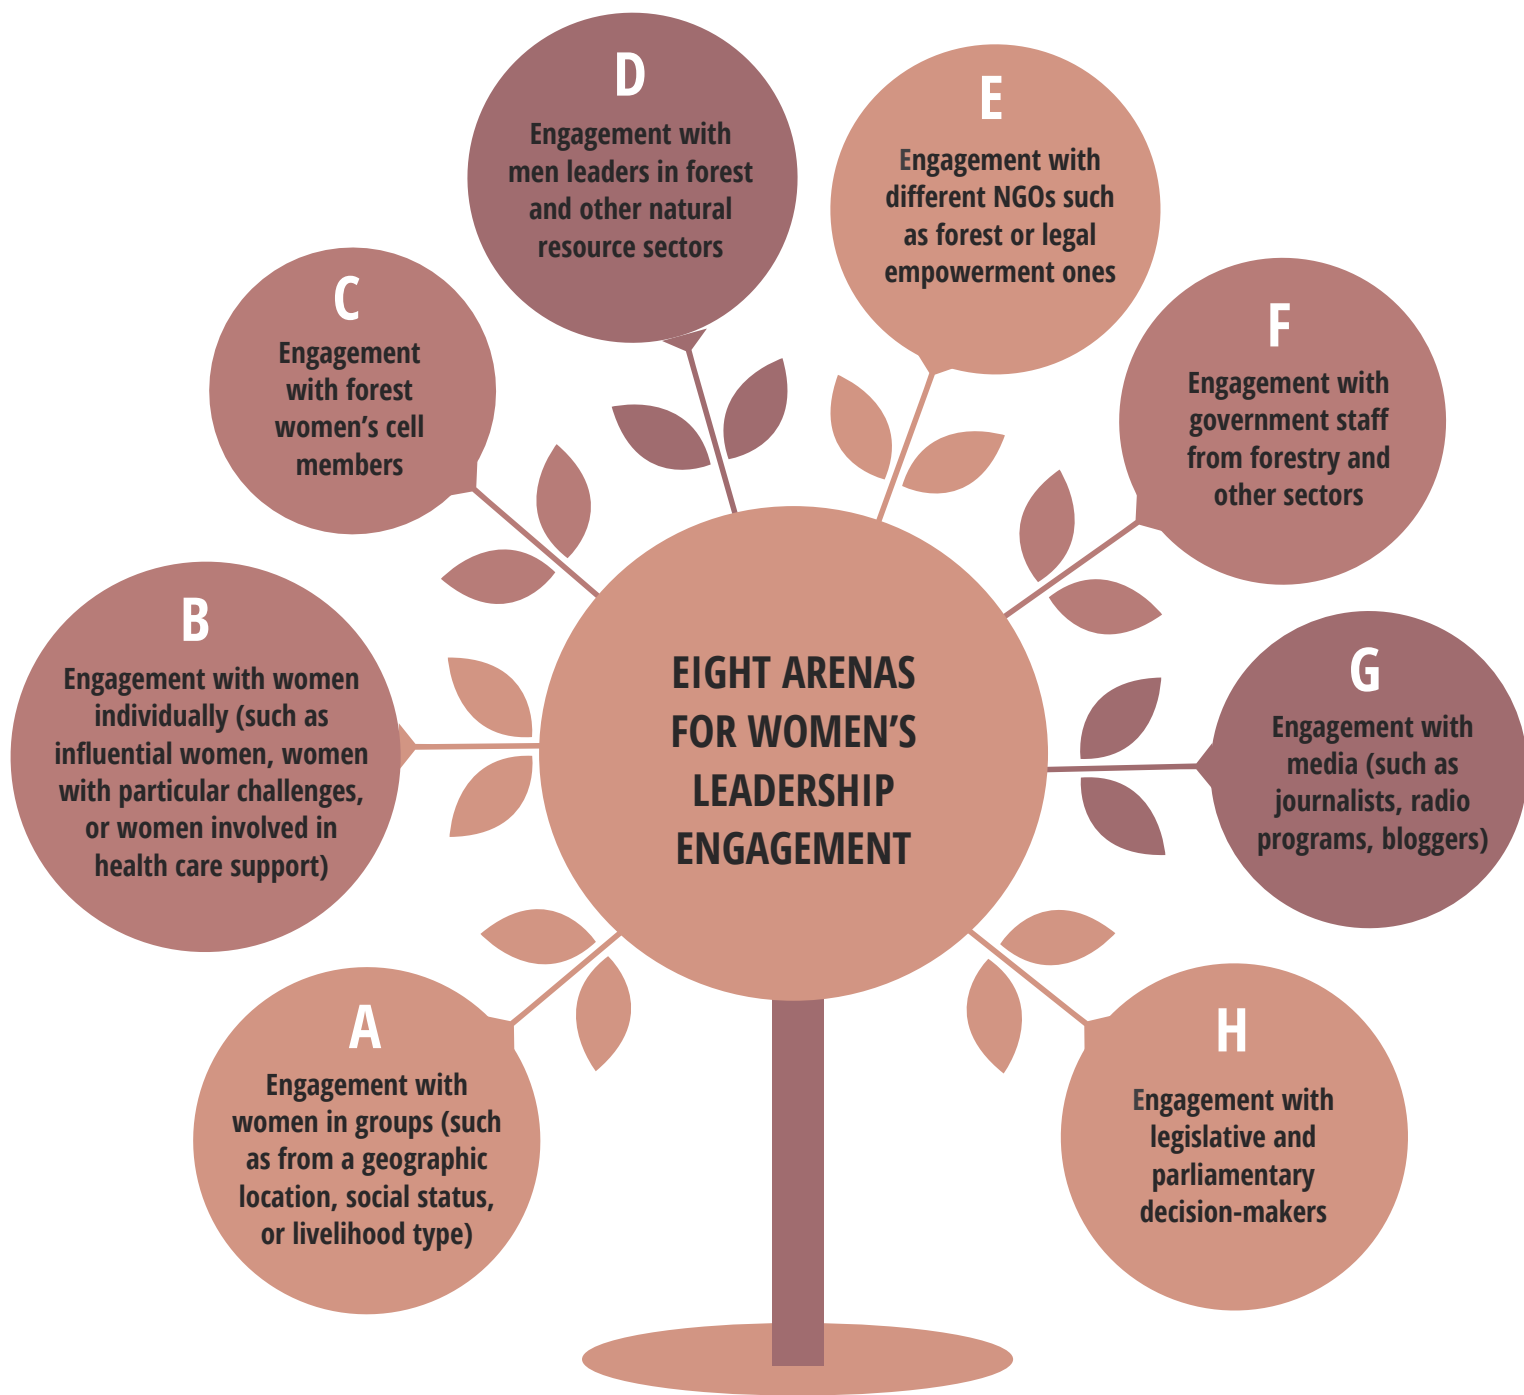 D
Engagement with
men leaders in forest
and other natural
resource sectors
E
Engagement with
different NGOs such
as forest or legal
empowerment ones
C
Engagement
with forest
women’s cell
members
F
Engagement with
government staff
from forestry and
other sectors
B
Engagement with women
individually (such as
influential women, women
with particular challenges,
or women involved in
health care support)
EIGHT ARENAS
FOR WOMEN’S
LEADERSHIP
ENGAGEMENT
G
Engagement with
media (such as
journalists, radio
programs, bloggers)
A
Engagement with
women in groups (such
as from a geographic
location, social status,
or livelihood type)
H
Engagement with
legislative and
parliamentary
decision-makers